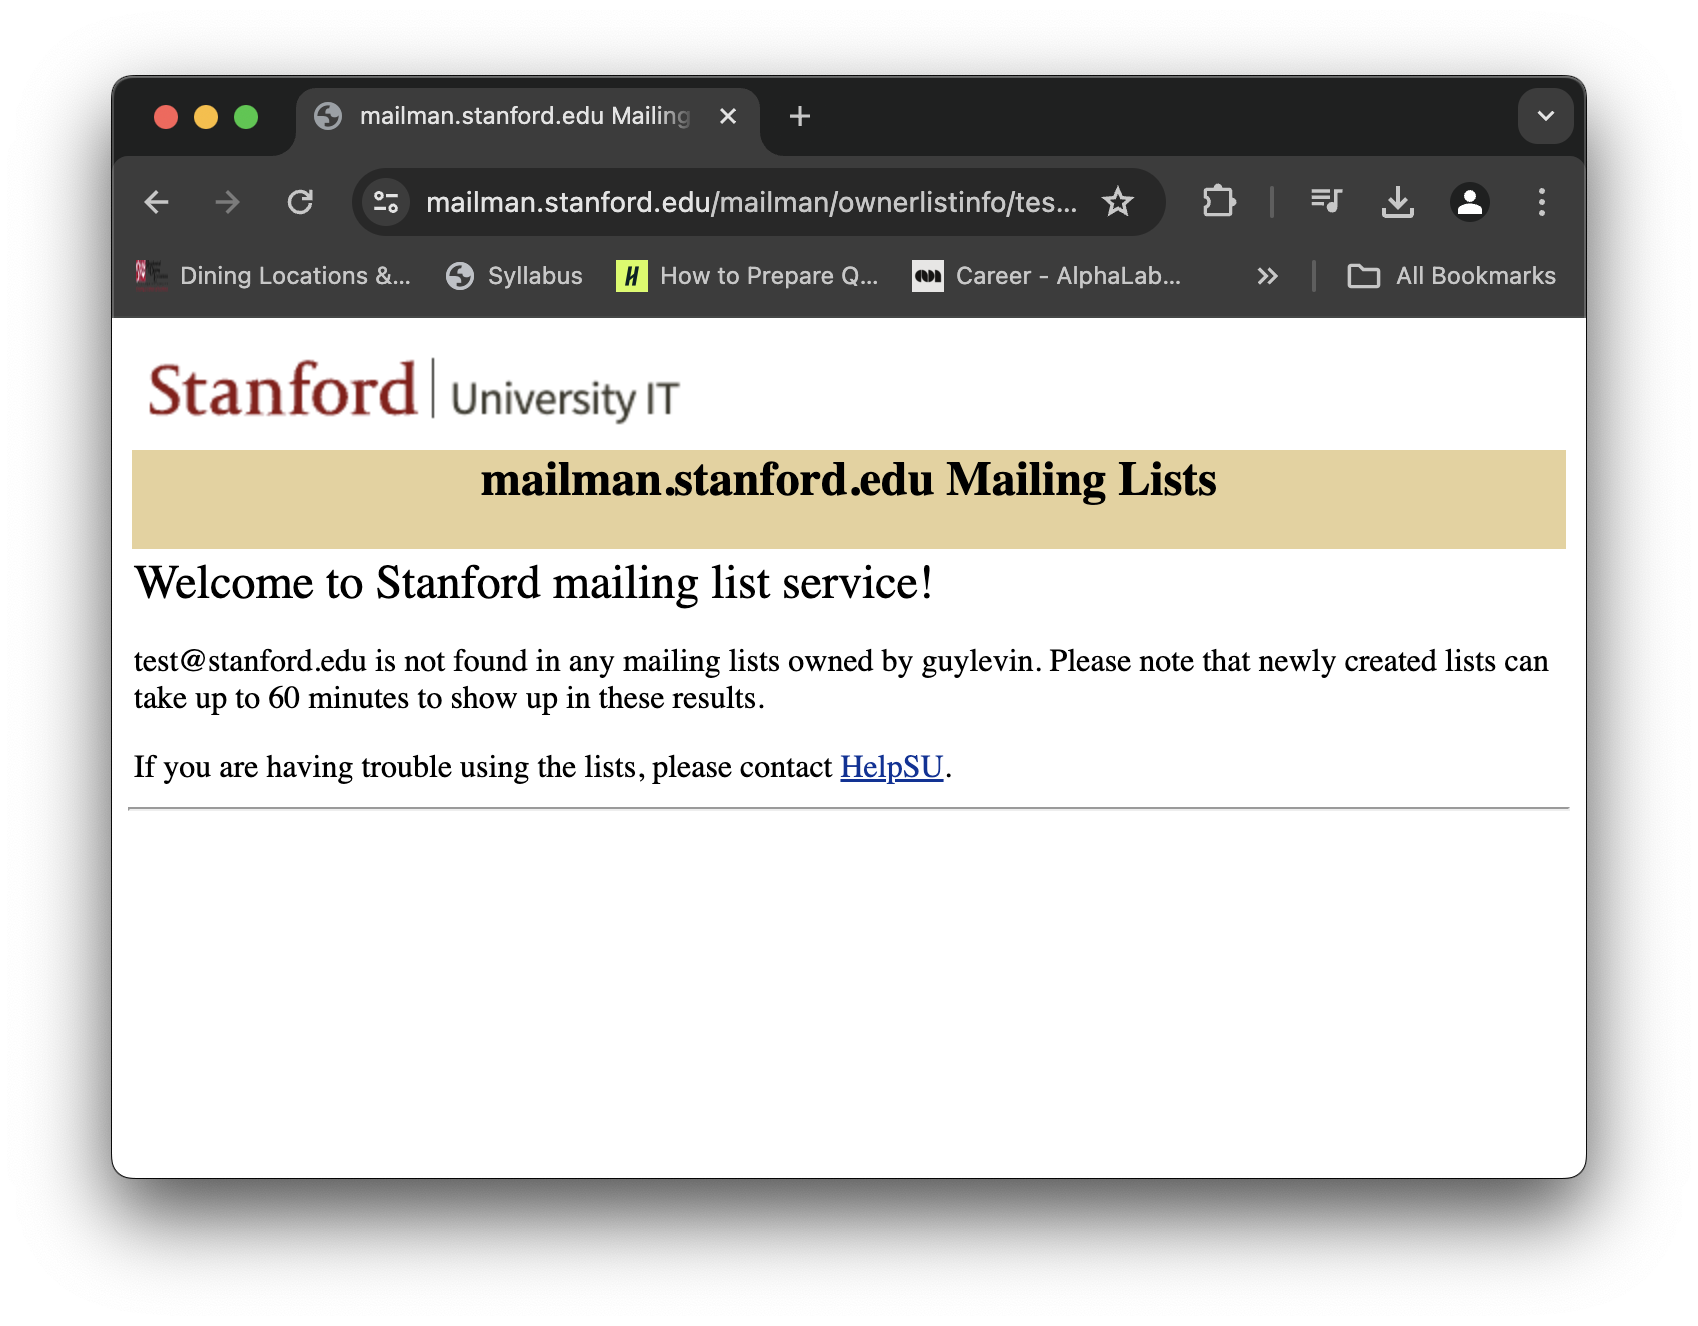 mailman.stanford.edu Mailing
mailman.stanford.edu/mailman/ownerlistinfo/tes...
Dining Locations &... Syllabus H How to Prepare Q... Career - AlphaLab... All Bookmarks
Stanford University IT
mailman.stanford.edu Mailing Lists
Welcome to Stanford mailing list service!
test@stanford.edu is not found in any mailing lists owned by guylevin. Please note that newly created lists can
take up to 60 minutes to show up in these results.
If you are having trouble using the lists, please contact HelpSU.